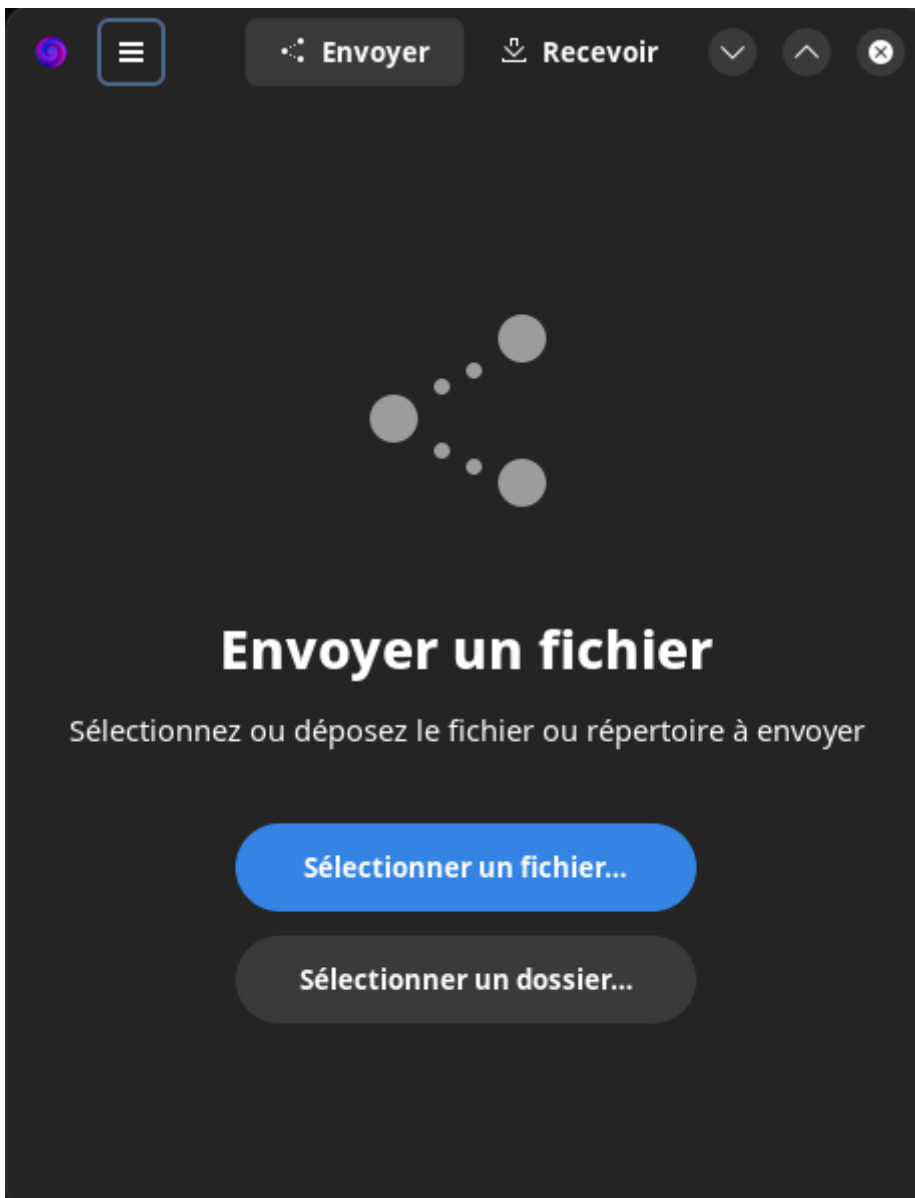 Envoyer
Recevoir
Envoyer un fichier
Sélectionnez ou déposez le fichier ou répertoire à envoyer
Sélectionner un fichier...
Sélectionner un dossier...